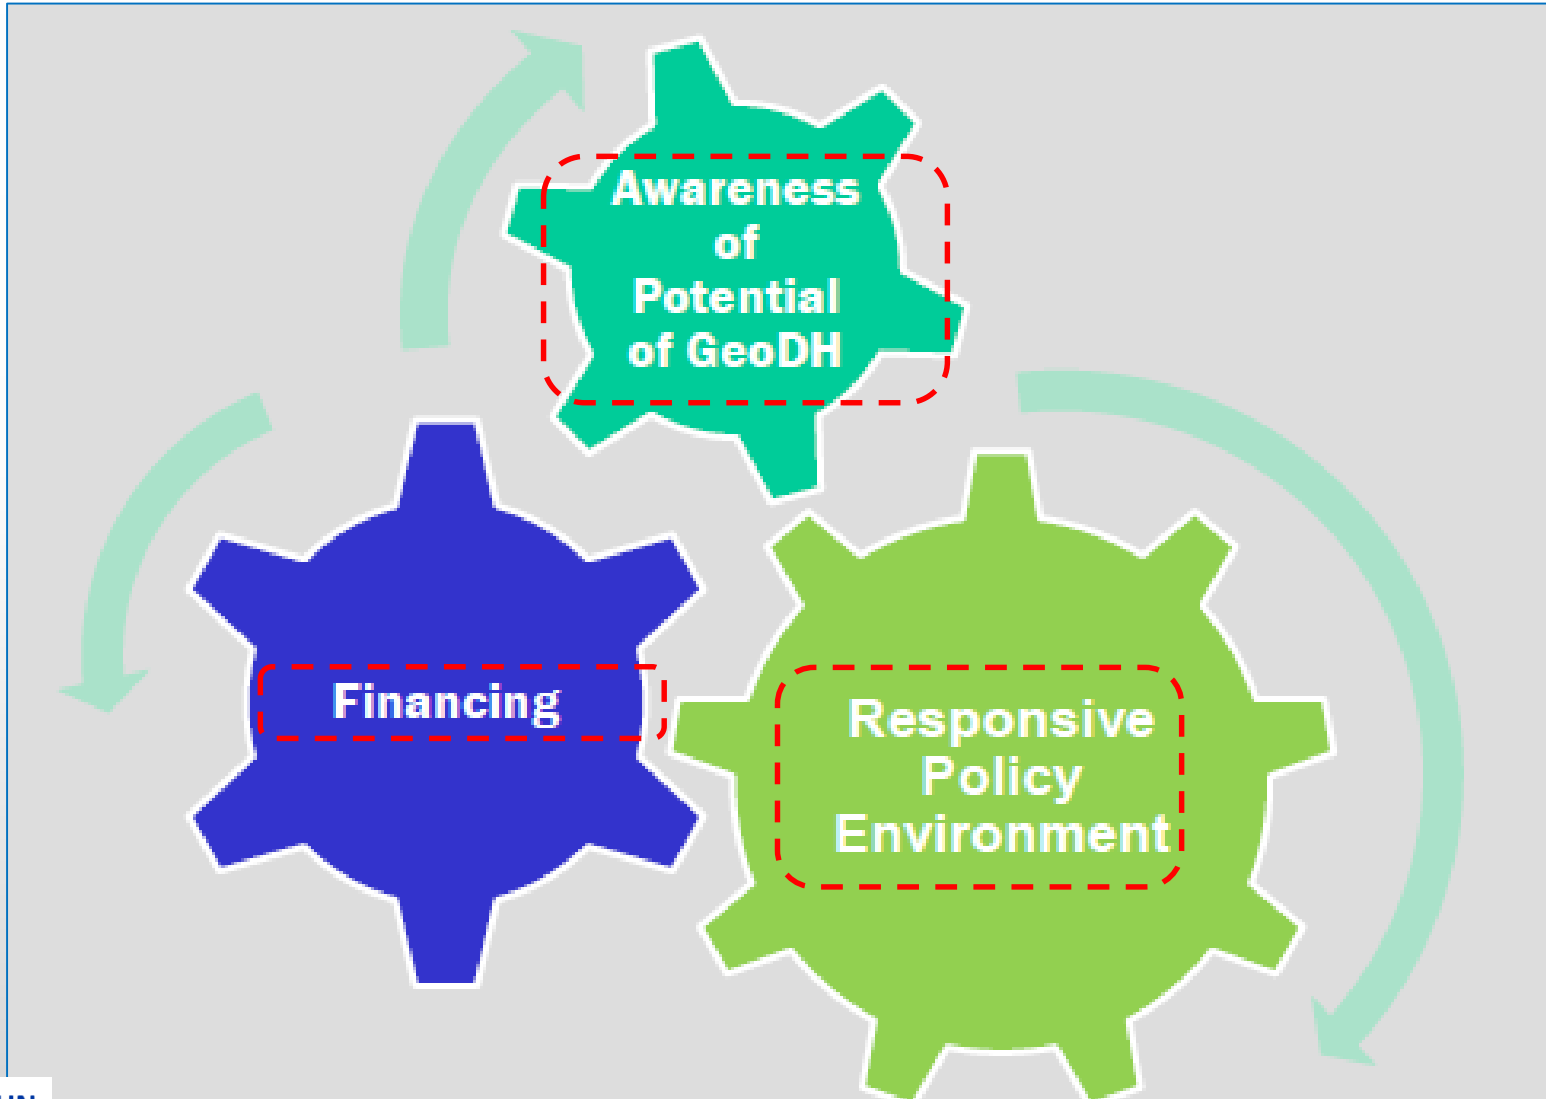 Awareness
of
Potential
of GeoDH
Financing
Responsive
Policy
Environment